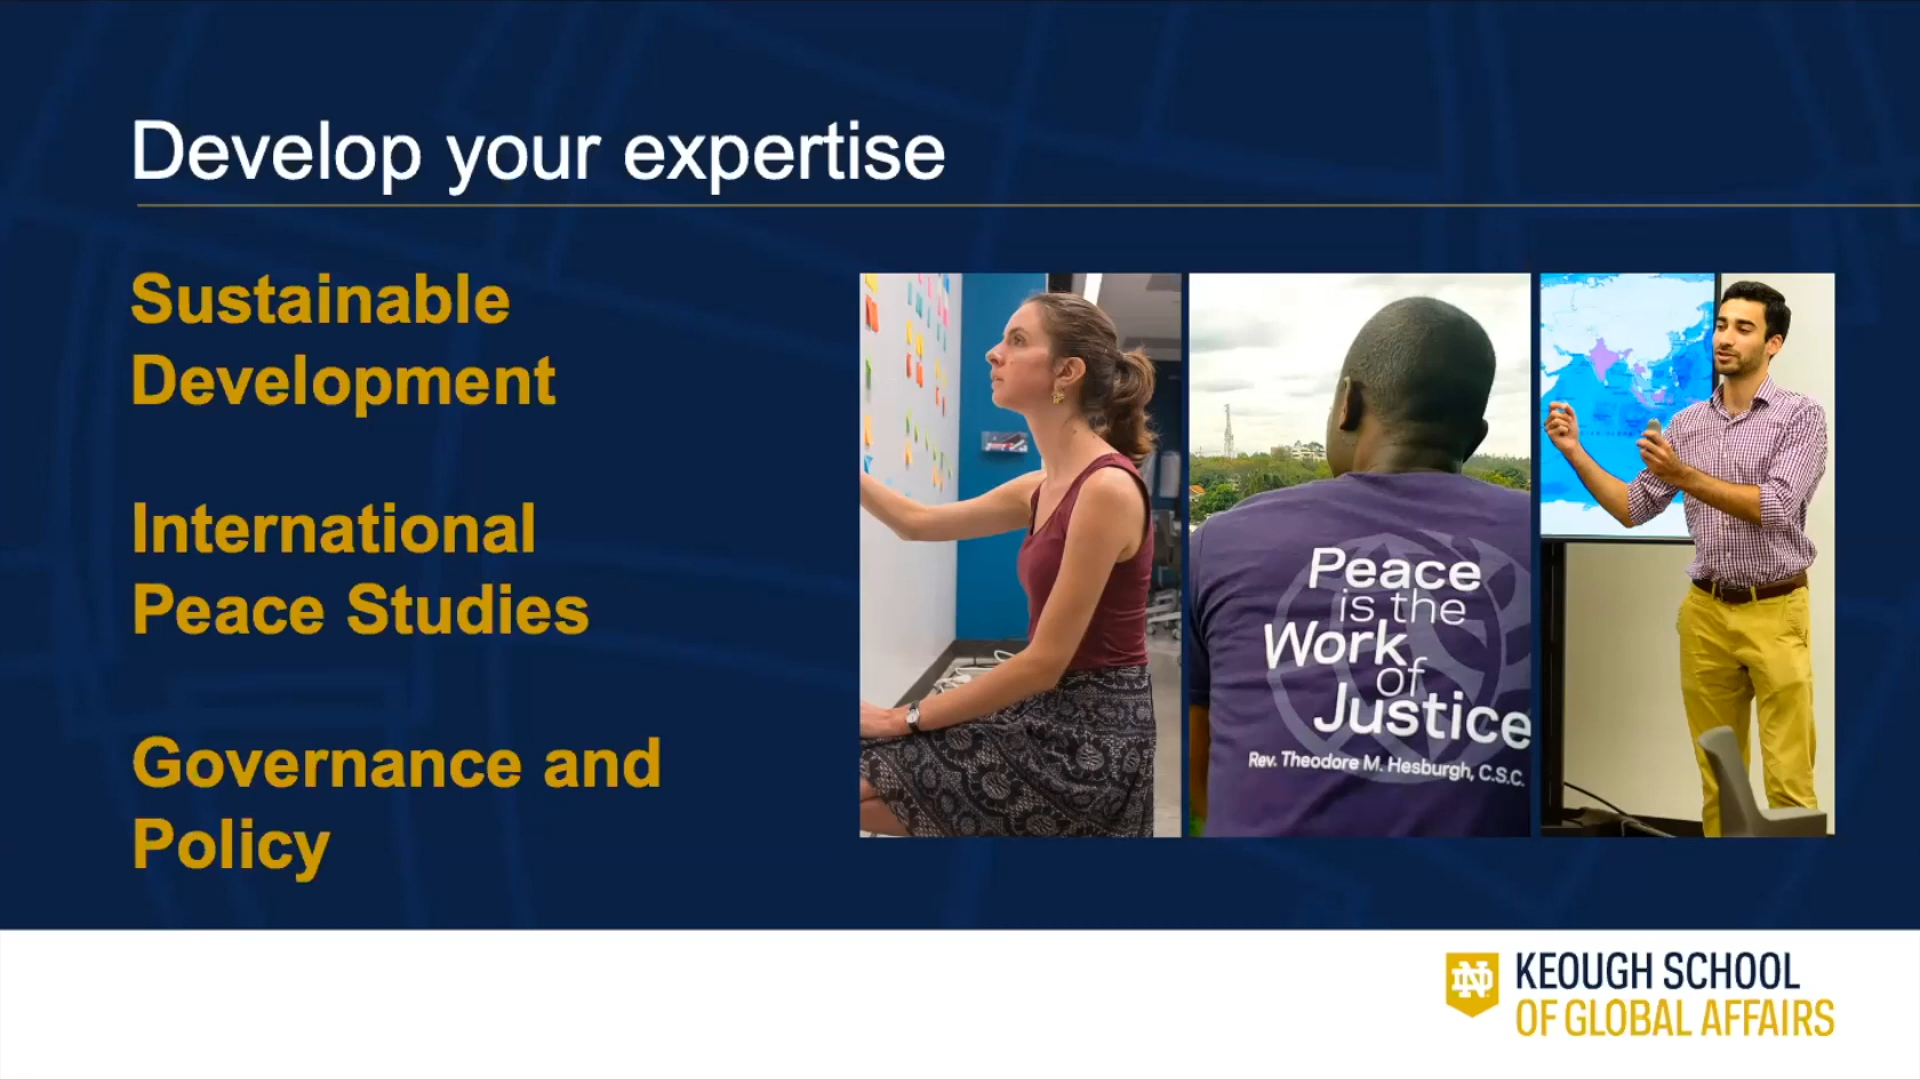 Develop your expertise
Sustainable
Development
International
Peace Studies
Governance and
Policy
Peace
is the
Work
of
Justice
Rev. Theodore M. Hesburgh, C.S.C.
ND
KEOUGH SCHOOL
OF GLOBAL AFFAIRS